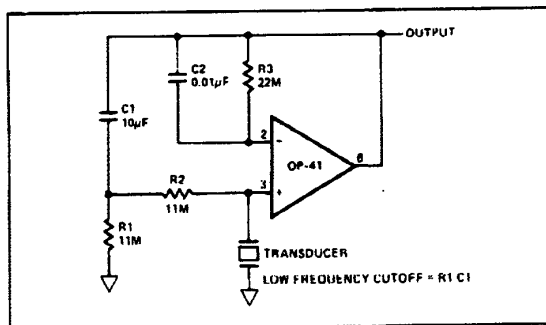 OUTPUT
C2
0.01µF
R3
22M
C1
10µF
2
−
OP-41
6
R2
11M
3
+
R1
11M
TRANSDUCER
LOW FREQUENCY CUTOFF = R1 C1